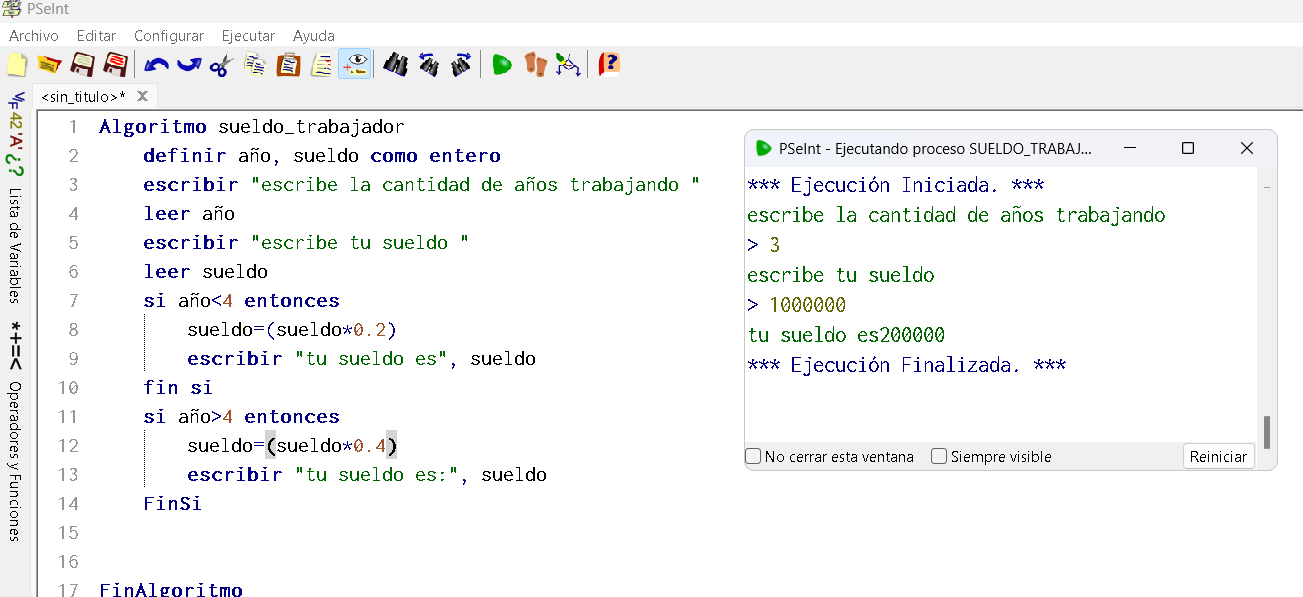 PSeInt
Archivo Editar Configurar Ejecutar Ayuda
<sin_titulo>* X
1 Algoritmo sueldo_trabajador
2 definir año, sueldo como entero
3 escribir "escribe la cantidad de años trabajando "
4 leer año
5 escribir "escribe tu sueldo "
6 leer sueldo
7 si año<4 entonces
8 sueldo=(sueldo*0.2)
9 escribir "tu sueldo es", sueldo
10 fin si
11 si año>4 entonces
12 sueldo=(sueldo*0.4)
13 escribir "tu sueldo es:", sueldo
14 FinSi
15
16
17 FinAlgoritmo
VF42'A'¿?
Lista de Variables
*+=<
Operadores y Funciones
PSeInt - Ejecutando proceso SUELDO_TRABAJ...
*** Ejecución Iniciada. ***
escribe la cantidad de años trabajando
> 3
escribe tu sueldo
> 1000000
tu sueldo es200000
*** Ejecución Finalizada. ***
No cerrar esta ventana Siempre visible Reiniciar